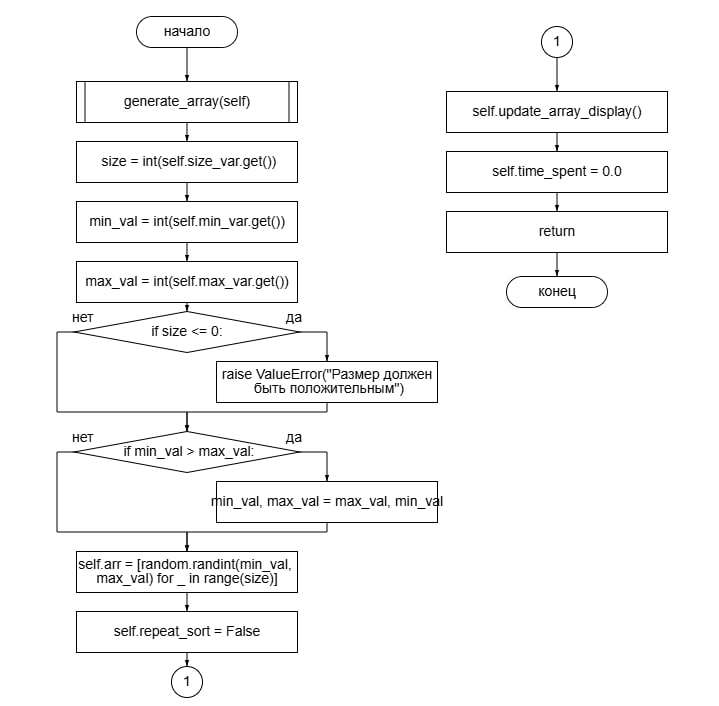 начало
generate_array(self)
size = int(self.size_var.get())
min_val = int(self.min_var.get())
max_val = int(self.max_var.get())
нет
да
if size <= 0:
raise ValueError("Размер должен
быть положительным")
нет
да
if min_val > max_val:
min_val, max_val = max_val, min_val
self.arr = [random.randint(min_val,
max_val) for _ in range(size)]
self.repeat_sort = False
1
1
self.update_array_display()
self.time_spent = 0.0
return
конец